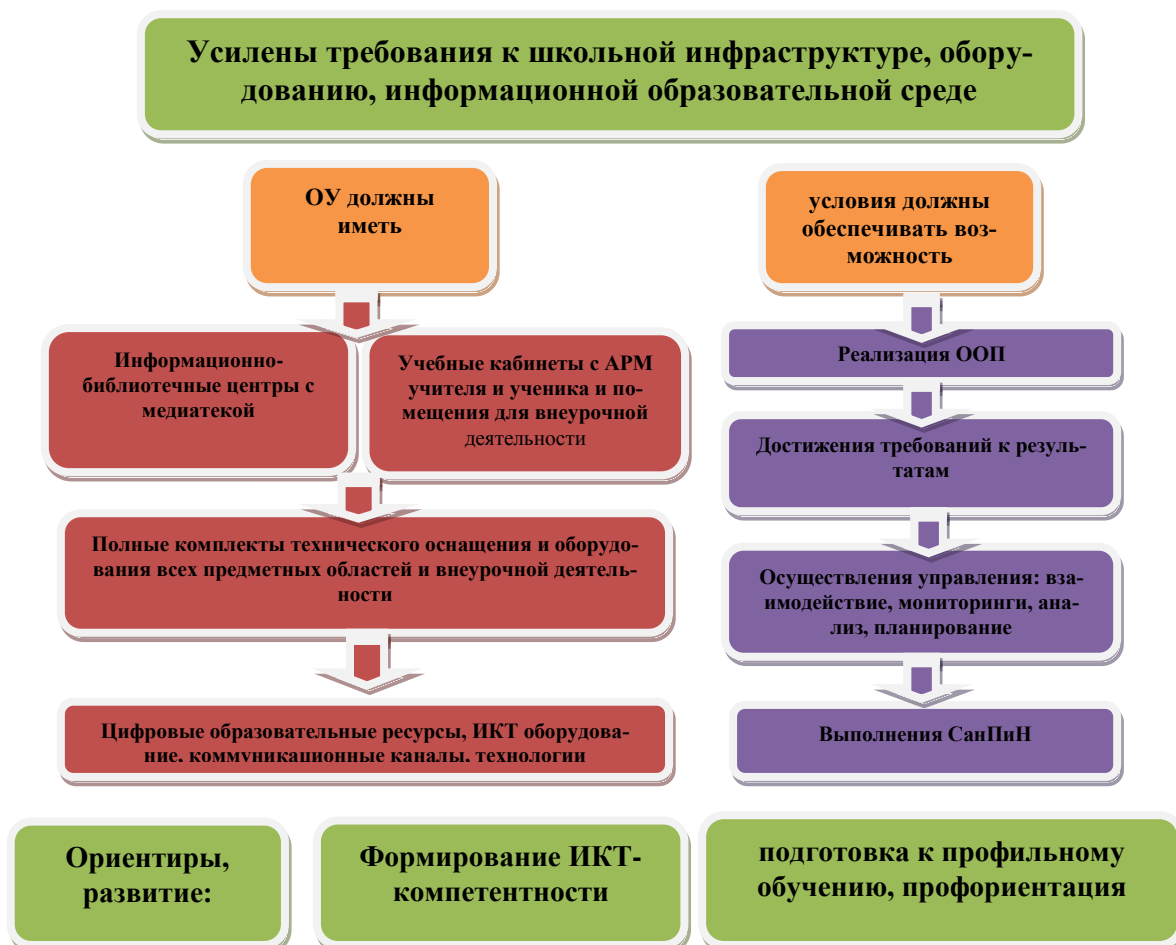 Усилены требования к школьной инфраструктуре, обору-
дованию, информационной образовательной среде
ОУ должны
иметь
условия должны
обеспечивать воз-
можность
Информационно-
библиотечные центры с
медиатекой
Учебные кабинеты с АРМ
учителя и ученика и по-
мещения для внеурочной
деятельности
Полные комплекты технического оснащения и оборудо-
вания всех предметных областей и внеурочной деятель-
ности
Цифровые образовательные ресурсы, ИКТ оборудова-
ние, коммуникационные каналы, технологии
Реализация ООП
Достижения требований к резуль-
татам
Осуществления управления: вза-
имодействие, мониторинги, ана-
лиз, планирование
Выполнения СанПиН
Ориентиры,
развитие:
Формирование ИКТ-
компетентности
подготовка к профильному
обучению, профориентация